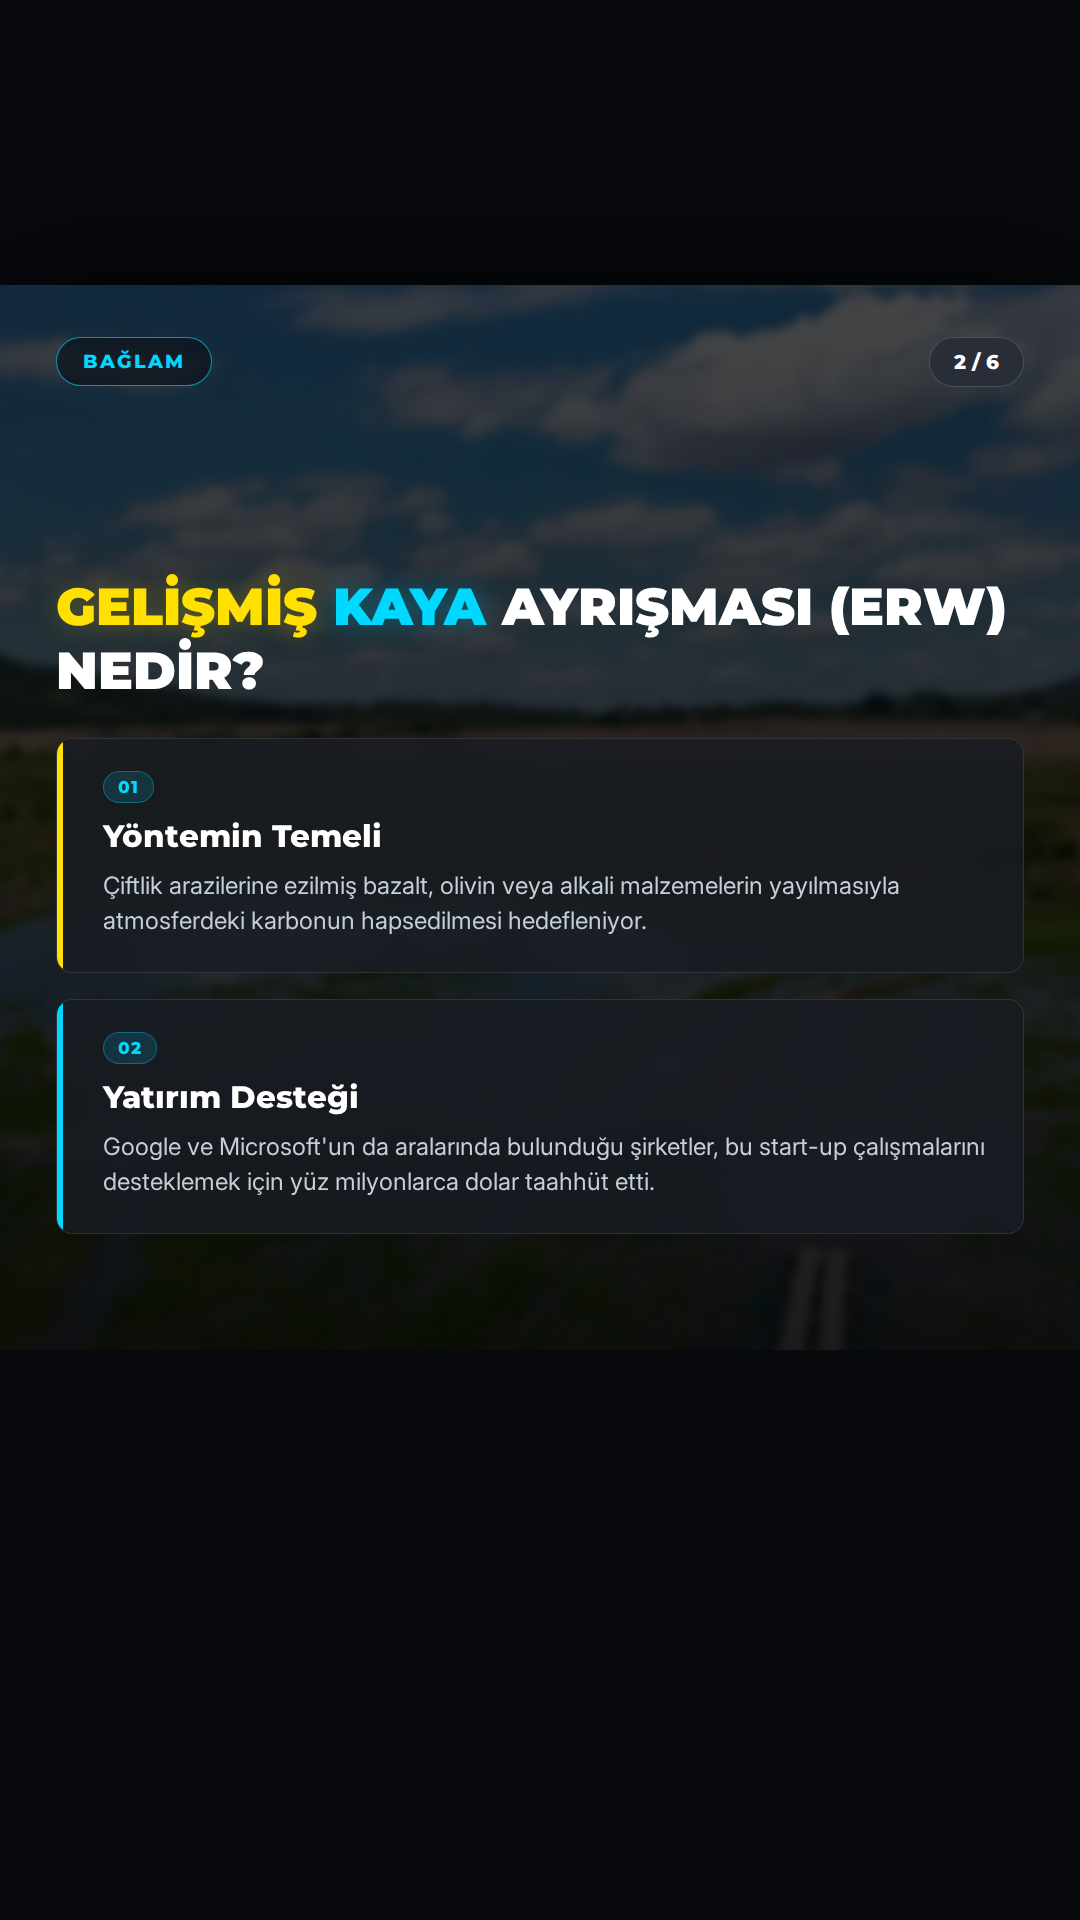 BAĞLAM
2 / 6
GELİŞMİŞ KAYA AYRIŞMASI (ERW)
NEDİR?
01
Yöntemin Temeli
Çiftlik arazilerine ezilmiş bazalt, olivin veya alkali malzemelerin yayılmasıyla
atmosferdeki karbonun hapsedilmesi hedefleniyor.
02
Yatırım Desteği
Google ve Microsoft'un da aralarında bulunduğu şirketler, bu start-up çalışmalarını
desteklemek için yüz milyonlarca dolar taahhüt etti.